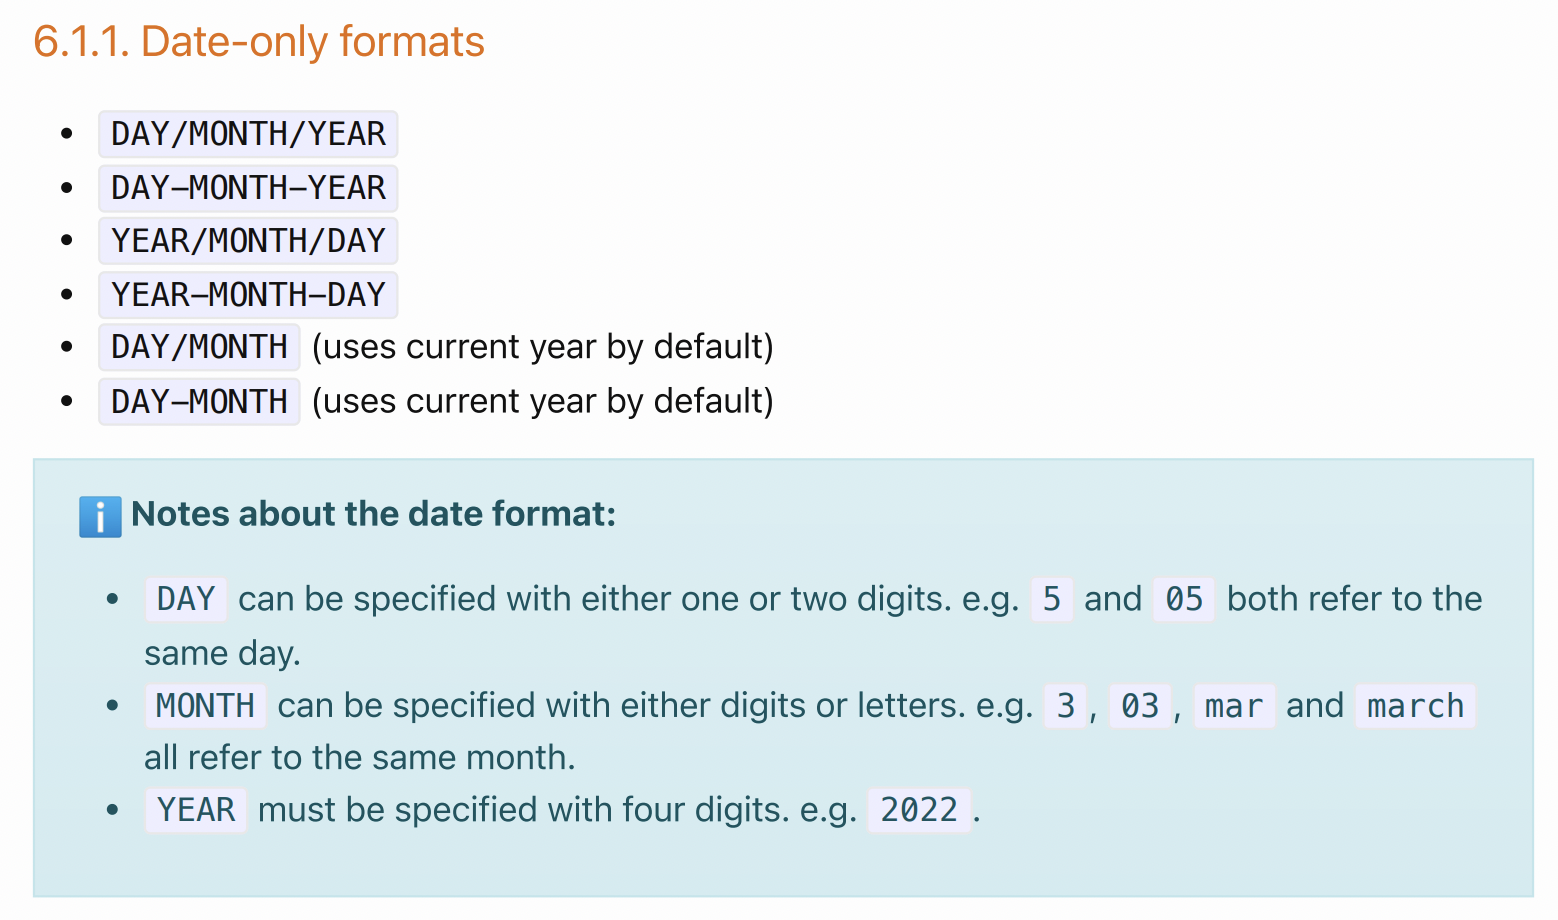 6.1.1. Date-only formats
• DAY/MONTH/YEAR
• DAY-MONTH-YEAR
• YEAR/MONTH/DAY
• YEAR-MONTH-DAY
• DAY/MONTH (uses current year by default)
• DAY-MONTH (uses current year by default)
ℹ️ Notes about the date format:
• DAY can be specified with either one or two digits. e.g. 5 and 05 both refer to the
same day.
• MONTH can be specified with either digits or letters. e.g. 3, 03, mar and march
all refer to the same month.
• YEAR must be specified with four digits. e.g. 2022.